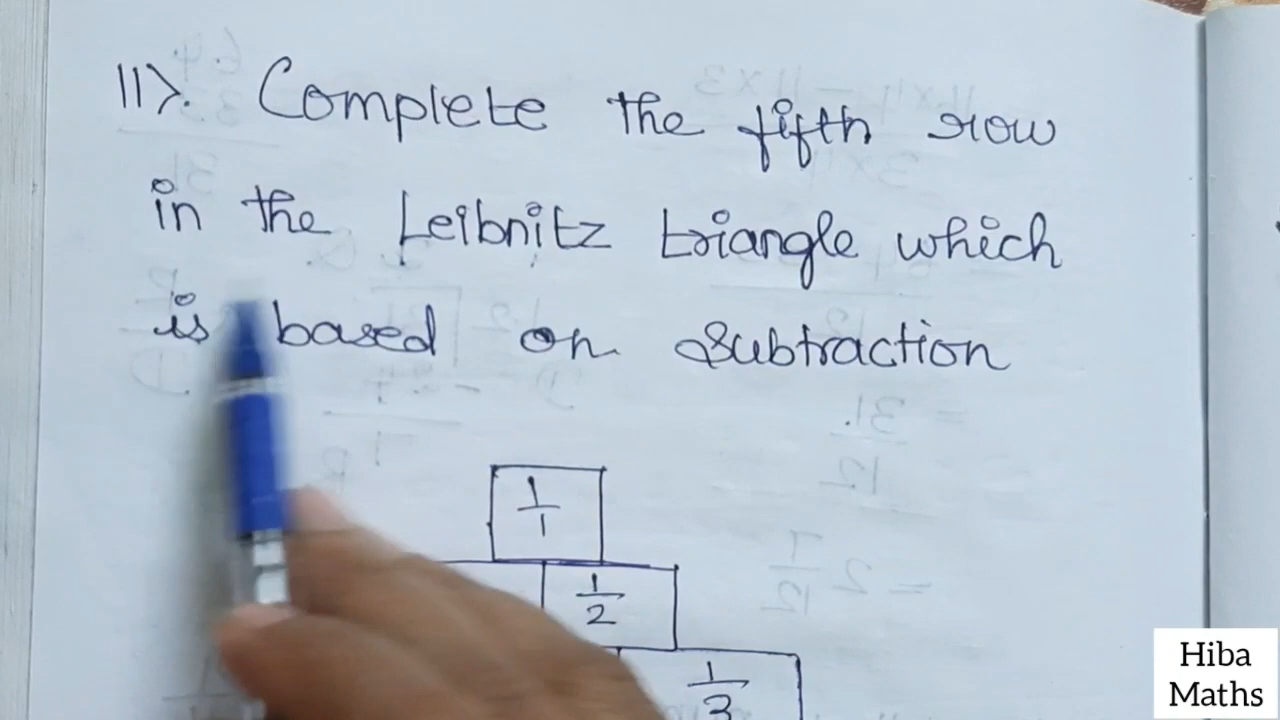 11). Complete the fifth row
in the Leibnitz triangle which
is based on subtraction
1/1
1/2
1/3
Hiba
Maths